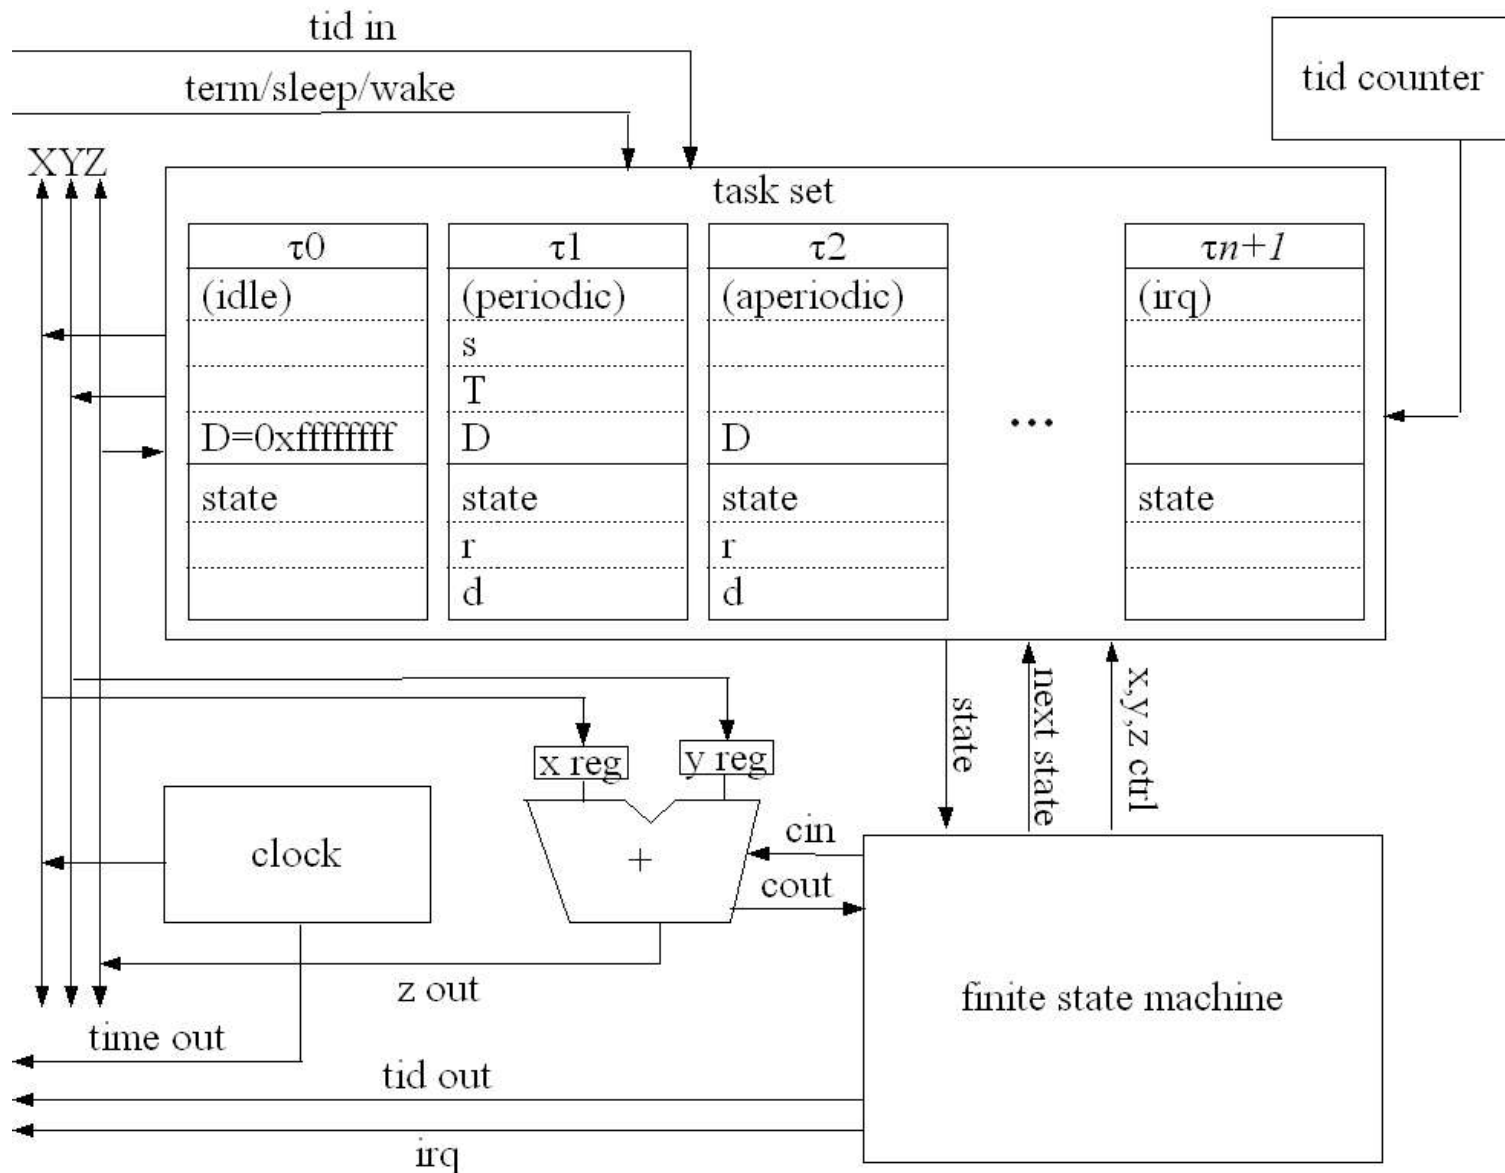 tid in
tid counter
term/sleep/wake
XYZ
task set
τ0 τ1 τ2 τn+1
(idle) (periodic) (aperiodic) (irq)
s
T
...
D=0xffffffff D D
state state state state
r r
d d
state
next state
x,y,z ctrl
x reg y reg
clock
+
cin
cout
z out
finite state machine
time out
tid out
irq